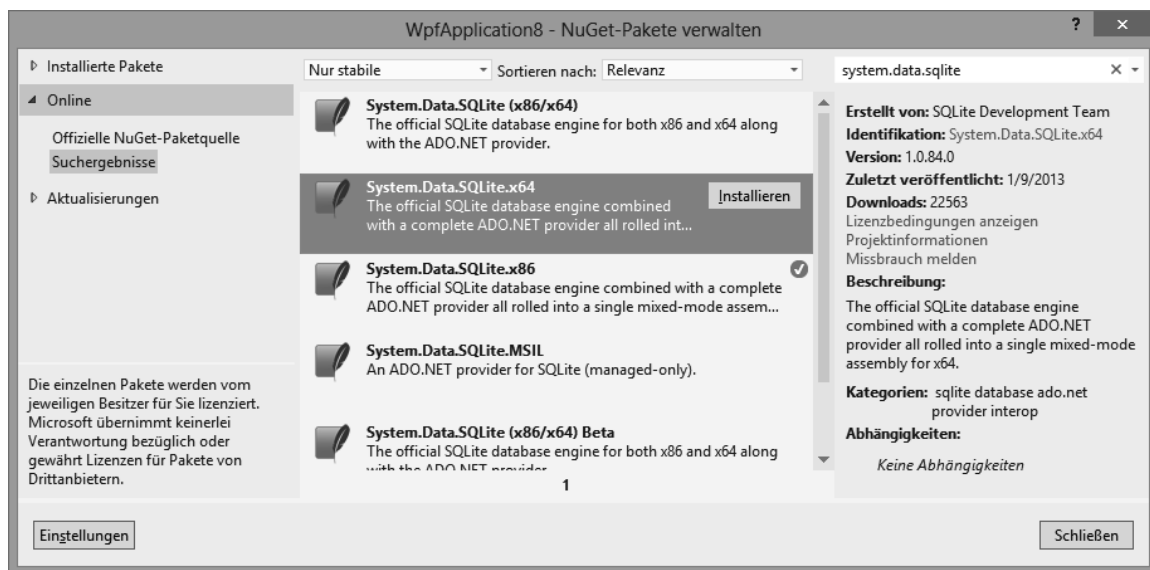 WpfApplication8 - NuGet-Pakete verwalten
?
×
Installierte Pakete
Online
Offizielle NuGet-Paketquelle
Suchergebnisse
Aktualisierungen
Die einzelnen Pakete werden vom
jeweiligen Besitzer für Sie lizenziert.
Microsoft übernimmt keinerlei
Verantwortung bezüglich oder
gewährt Lizenzen für Pakete von
Drittanbietern.
Nur stabile
Sortieren nach: Relevanz
System.Data.SQLite (x86/x64)
The official SQLite database engine for both x86 and x64 along
with the ADO.NET provider.
System.Data.SQLite.x64
The official SQLite database engine combined
with a complete ADO.NET provider all rolled int...
Installieren
System.Data.SQLite.x86
The official SQLite database engine combined with a complete
ADO.NET provider all rolled into a single mixed-mode assem...
System.Data.SQLite.MSIL
An ADO.NET provider for SQLite (managed-only).
System.Data.SQLite (x86/x64) Beta
The official SQLite database engine for both x86 and x64 along
with the ADO.NET provider
1
system.data.sqlite
Erstellt von: SQLite Development Team
Identifikation: System.Data.SQLite.x64
Version: 1.0.84.0
Zuletzt veröffentlicht: 1/9/2013
Downloads: 22563
Lizenzbedingungen anzeigen
Projektinformationen
Missbrauch melden
Beschreibung:
The official SQLite database engine
combined with a complete ADO.NET
provider all rolled into a single mixed-mode
assembly for x64.
Kategorien: sqlite database ado.net
provider interop
Abhängigkeiten:
Keine Abhängigkeiten
Einstellungen
Schließen